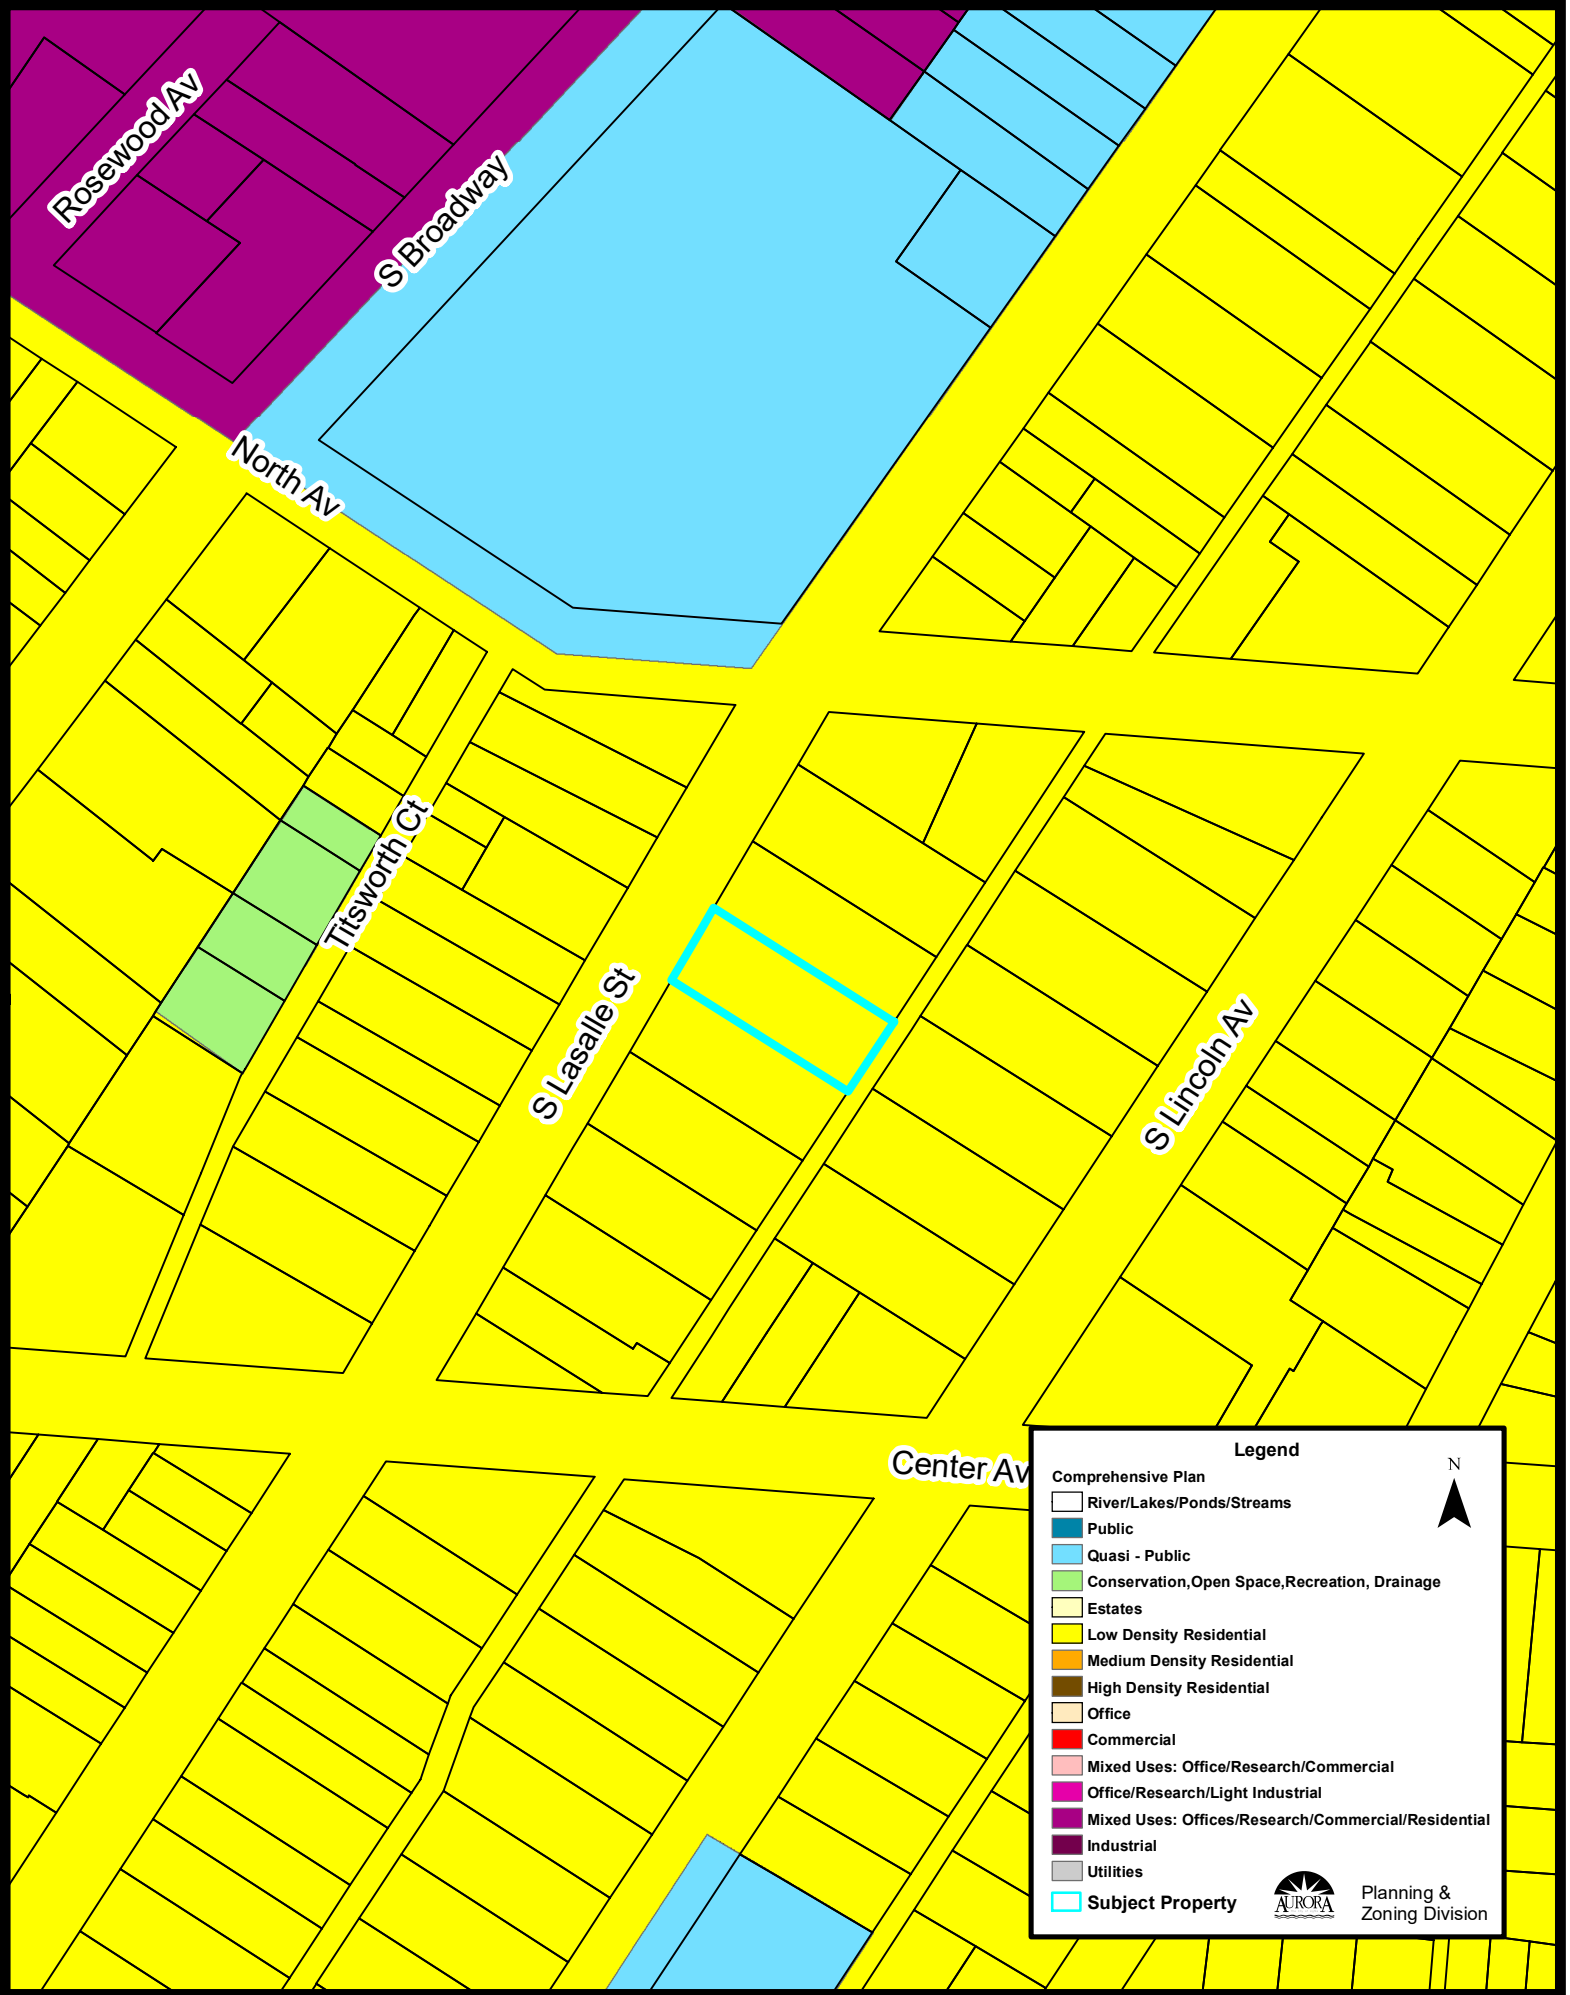 Rosewood Av
S Broadway
North Av
Titsworth Ct
S Lasalle St
S Lincoln Av
Center Av
Legend
N
Comprehensive Plan
River/Lakes/Ponds/Streams
Public
Quasi - Public
Conservation,Open Space,Recreation, Drainage
Estates
Low Density Residential
Medium Density Residential
High Density Residential
Office
Commercial
Mixed Uses: Office/Research/Commercial
Office/Research/Light Industrial
Mixed Uses: Offices/Research/Commercial/Residential
Industrial
Utilities
Subject Property
AURORA
Planning &
Zoning Division